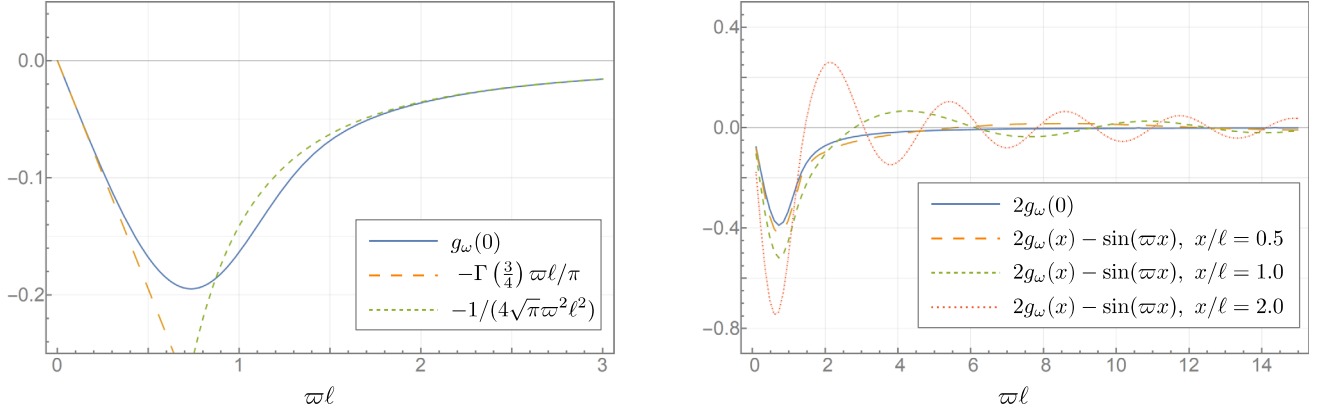 0.0
−0.1
−0.2
0
1
2
3
ϖℓ
g_ω(0)
−Γ(3/4) ϖℓ/π
−1/(4√π ϖ²ℓ²)
0.4
0.0
−0.4
−0.8
0
2
4
6
8
10
12
14
ϖℓ
2g_ω(0)
2g_ω(x) − sin(ϖx), x/ℓ = 0.5
2g_ω(x) − sin(ϖx), x/ℓ = 1.0
2g_ω(x) − sin(ϖx), x/ℓ = 2.0